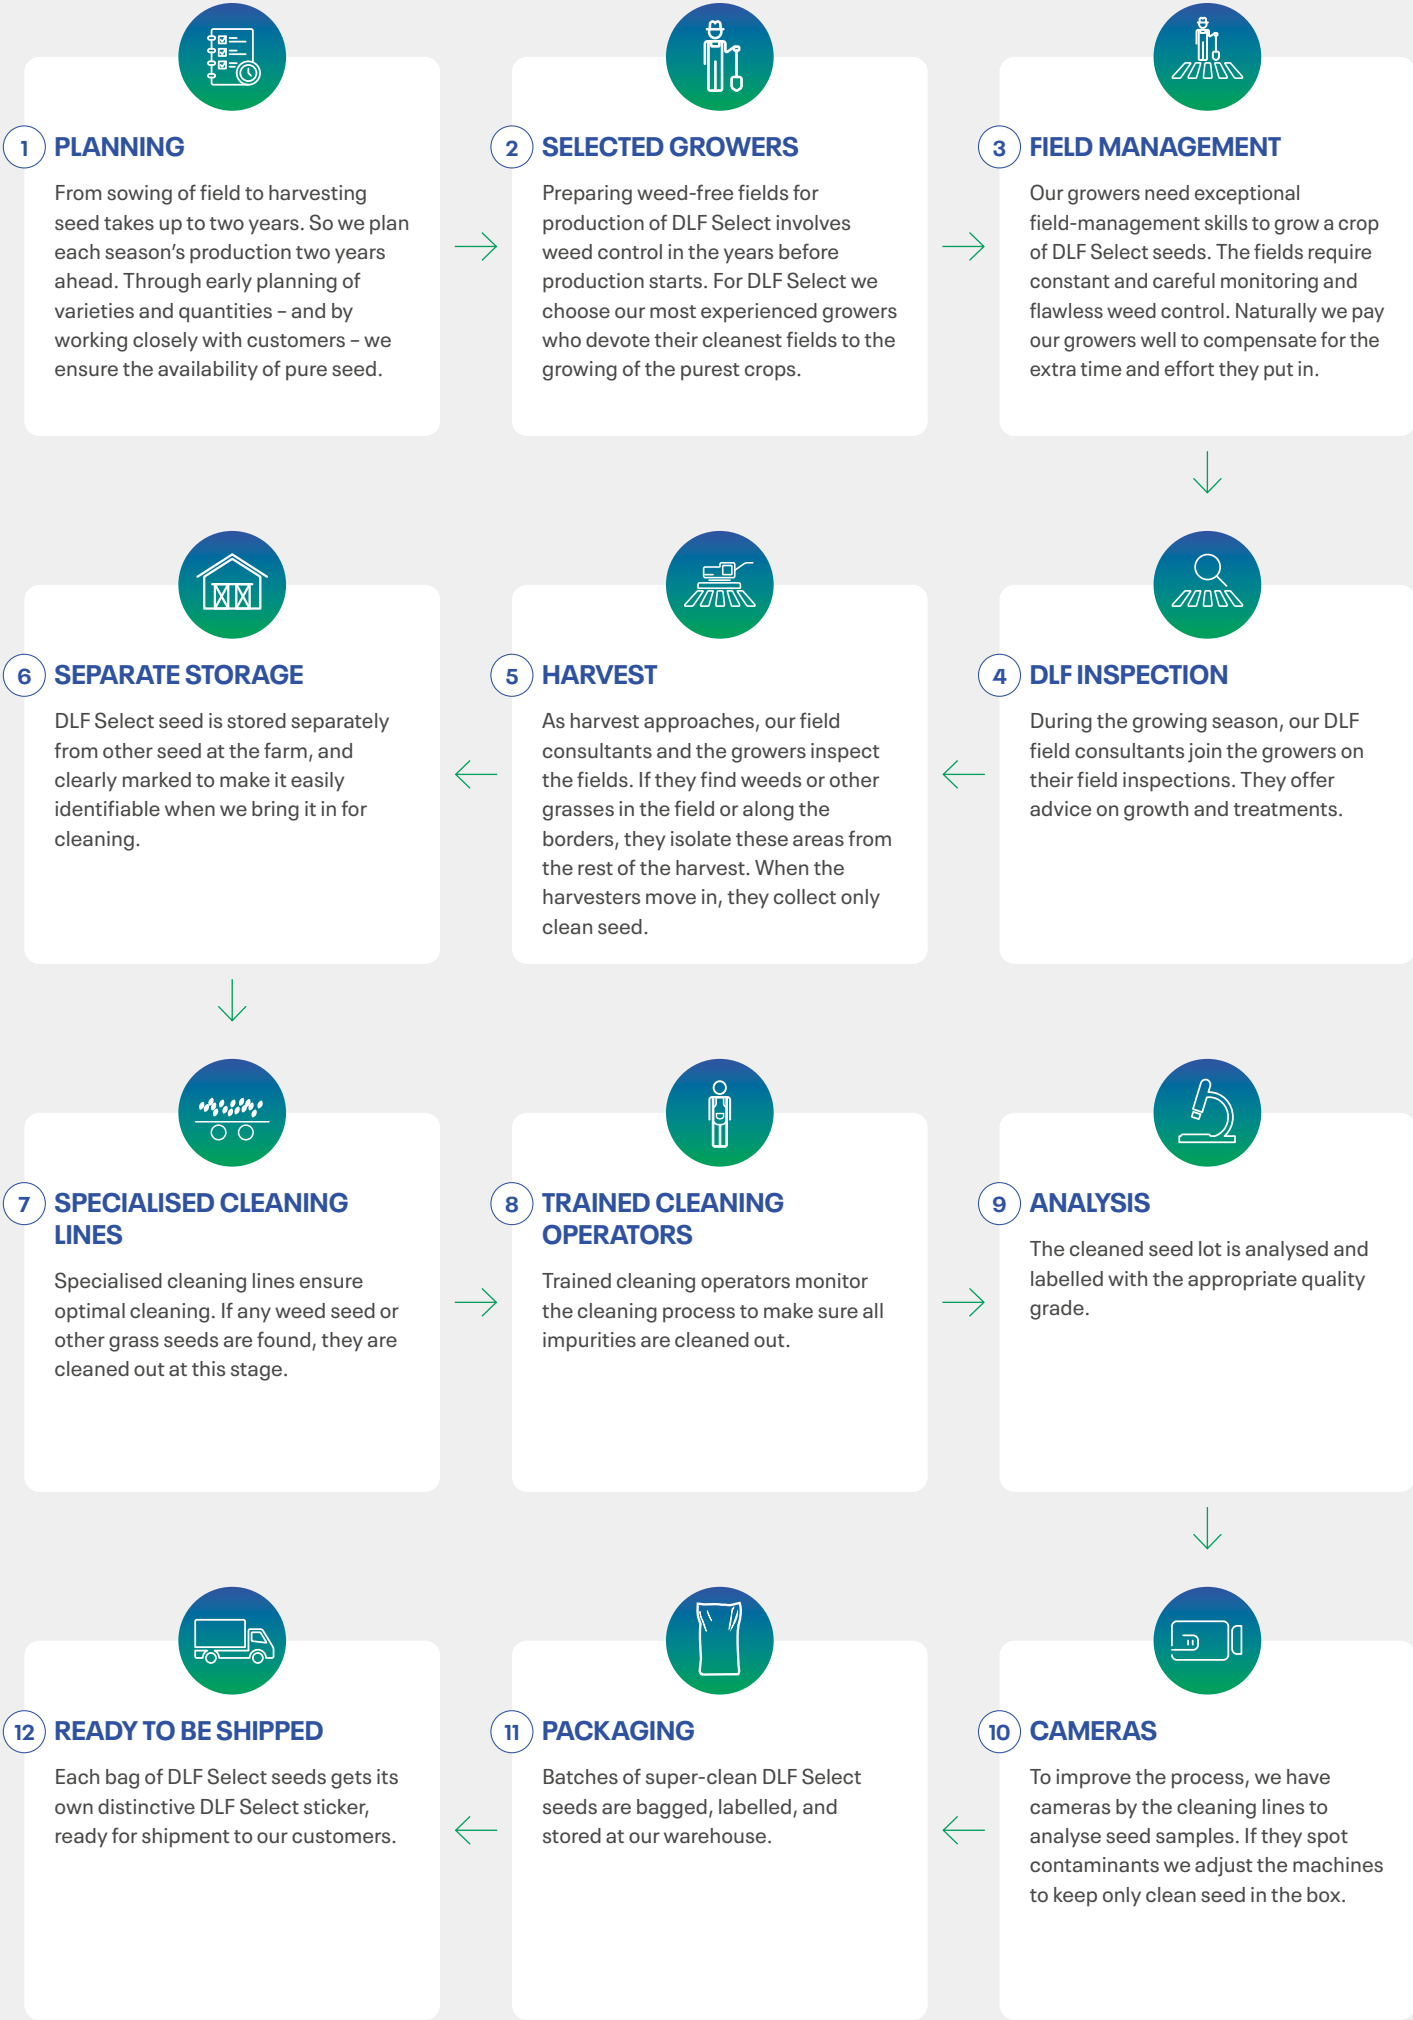 1 PLANNING
From sowing of field to harvesting
seed takes up to two years. So we plan
each season's production two years
ahead. Through early planning of
varieties and quantities – and by
working closely with customers – we
ensure the availability of pure seed.
2 SELECTED GROWERS
Preparing weed-free fields for
production of DLF Select involves
weed control in the years before
production starts. For DLF Select we
choose our most experienced growers
who devote their cleanest fields to the
growing of the purest crops.
3 FIELD MANAGEMENT
Our growers need exceptional
field-management skills to grow a crop
of DLF Select seeds. The fields require
constant and careful monitoring and
flawless weed control. Naturally we pay
our growers well to compensate for the
extra time and effort they put in.
4 DLF INSPECTION
During the growing season, our DLF
field consultants join the growers on
their field inspections. They offer
advice on growth and treatments.
5 HARVEST
As harvest approaches, our field
consultants and the growers inspect
the fields. If they find weeds or other
grasses in the field or along the
borders, they isolate these areas from
the rest of the harvest. When the
harvesters move in, they collect only
clean seed.
6 SEPARATE STORAGE
DLF Select seed is stored separately
from other seed at the farm, and
clearly marked to make it easily
identifiable when we bring it in for
cleaning.
7 SPECIALISED CLEANING
LINES
Specialised cleaning lines ensure
optimal cleaning. If any weed seed or
other grass seeds are found, they are
cleaned out at this stage.
8 TRAINED CLEANING
OPERATORS
Trained cleaning operators monitor
the cleaning process to make sure all
impurities are cleaned out.
9 ANALYSIS
The cleaned seed lot is analysed and
labelled with the appropriate quality
grade.
10 CAMERAS
To improve the process, we have
cameras by the cleaning lines to
analyse seed samples. If they spot
contaminants we adjust the machines
to keep only clean seed in the box.
11 PACKAGING
Batches of super-clean DLF Select
seeds are bagged, labelled, and
stored at our warehouse.
12 READY TO BE SHIPPED
Each bag of DLF Select seeds gets its
own distinctive DLF Select sticker,
ready for shipment to our customers.